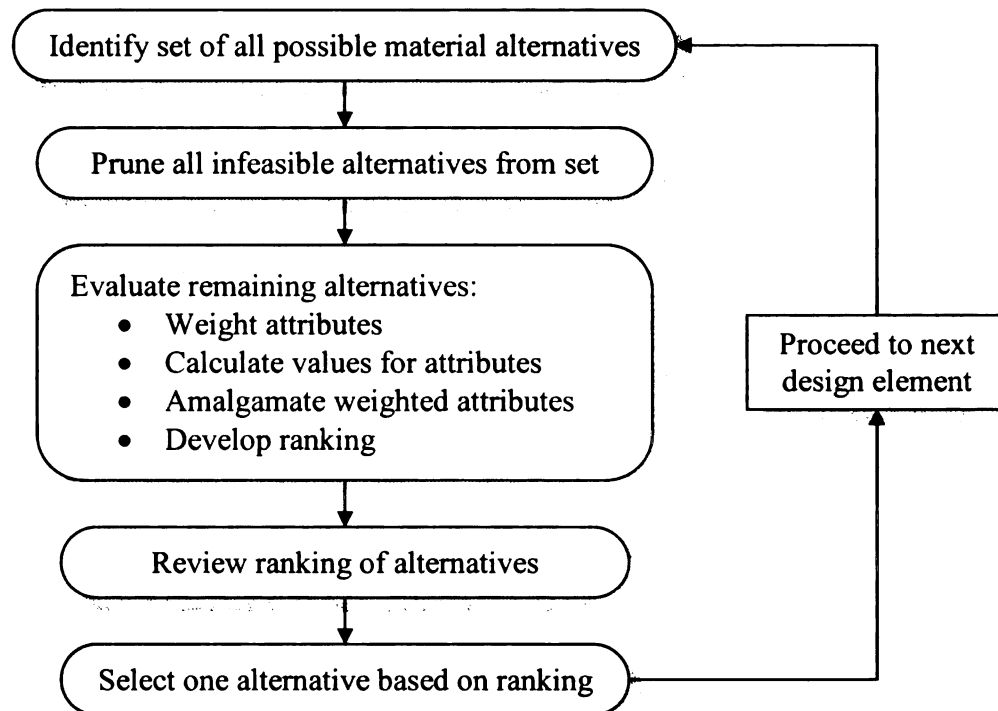 Identify set of all possible material alternatives
Prune all infeasible alternatives from set
Evaluate remaining alternatives:
• Weight attributes
• Calculate values for attributes
• Amalgamate weighted attributes
• Develop ranking
Proceed to next
design element
Review ranking of alternatives
Select one alternative based on ranking